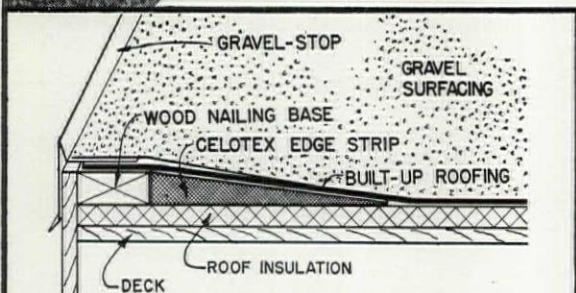 GRAVEL-STOP
GRAVEL
SURFACING
WOOD NAILING BASE
CELOTEX EDGE STRIP
BUILT-UP ROOFING
ROOF INSULATION
DECK